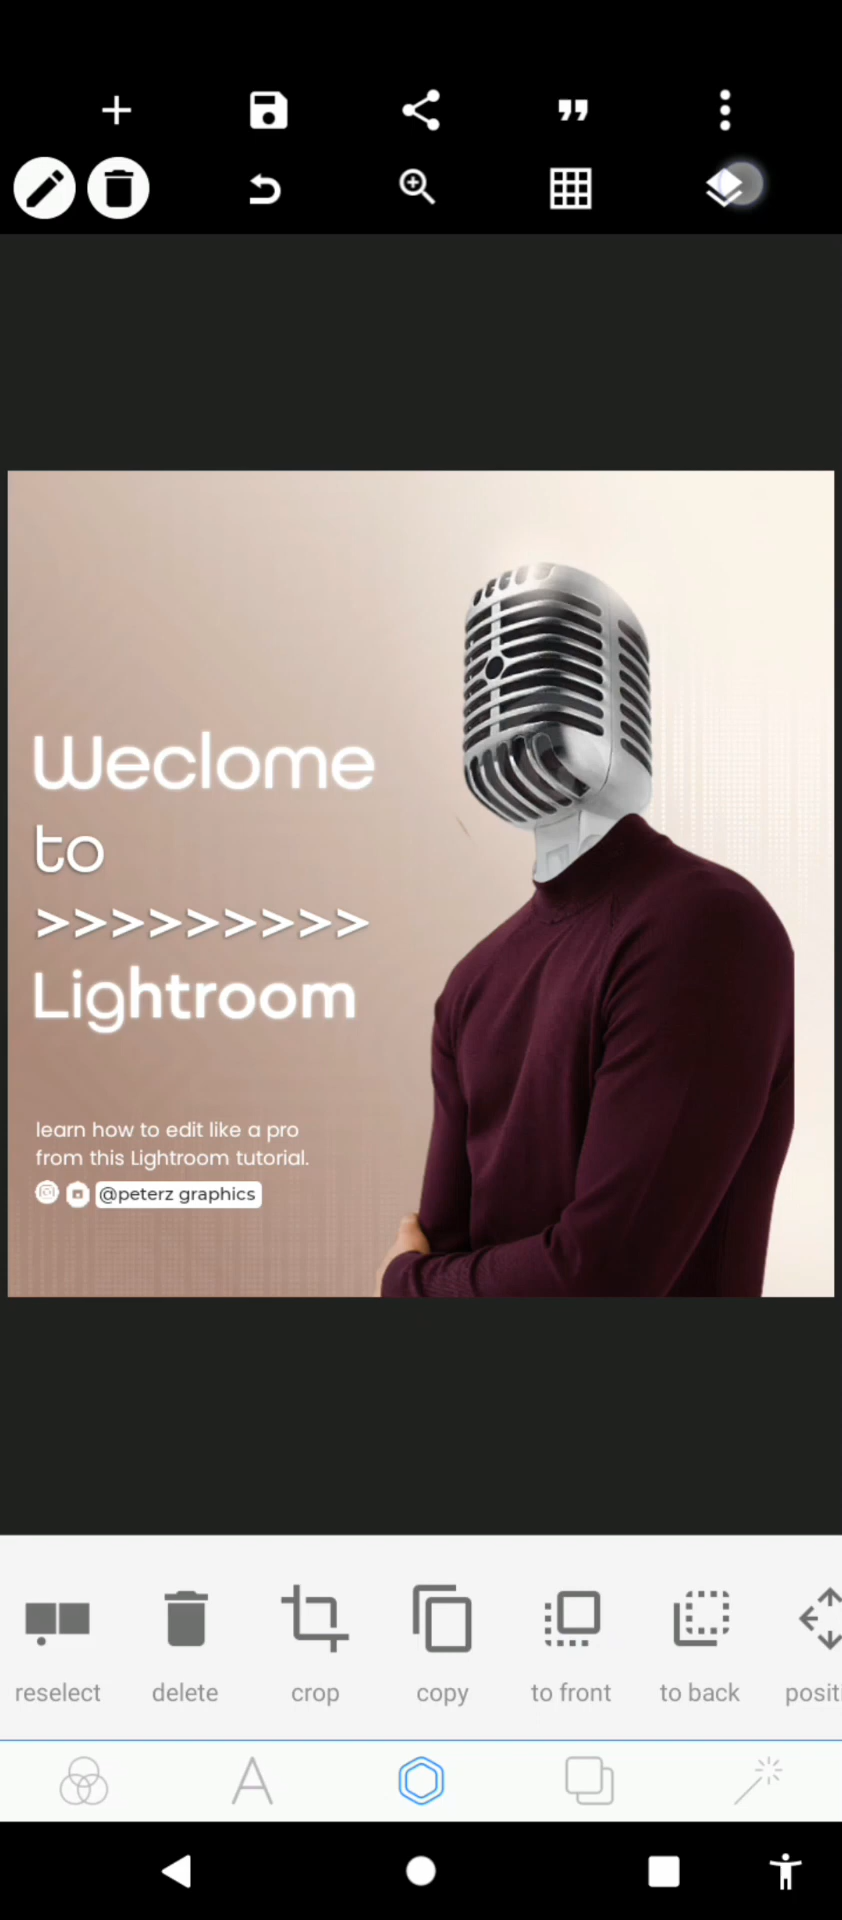 Weclome
to
>>>>>>>>>
Lightroom
learn how to edit like a pro
from this Lightroom tutorial.
@peterz graphics
reselect
delete
crop
copy
to front
to back
positi